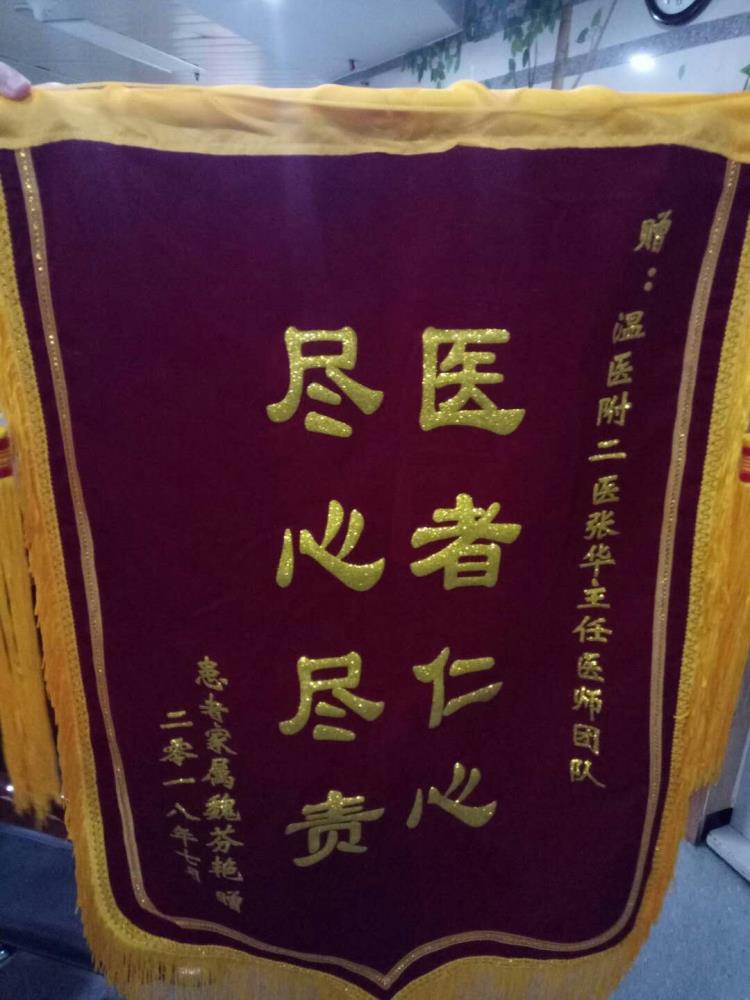 赠：温医附二医张华主任医师团队
医者仁心
尽心尽责
患者家属魏芬艳赠
二零一八年七月